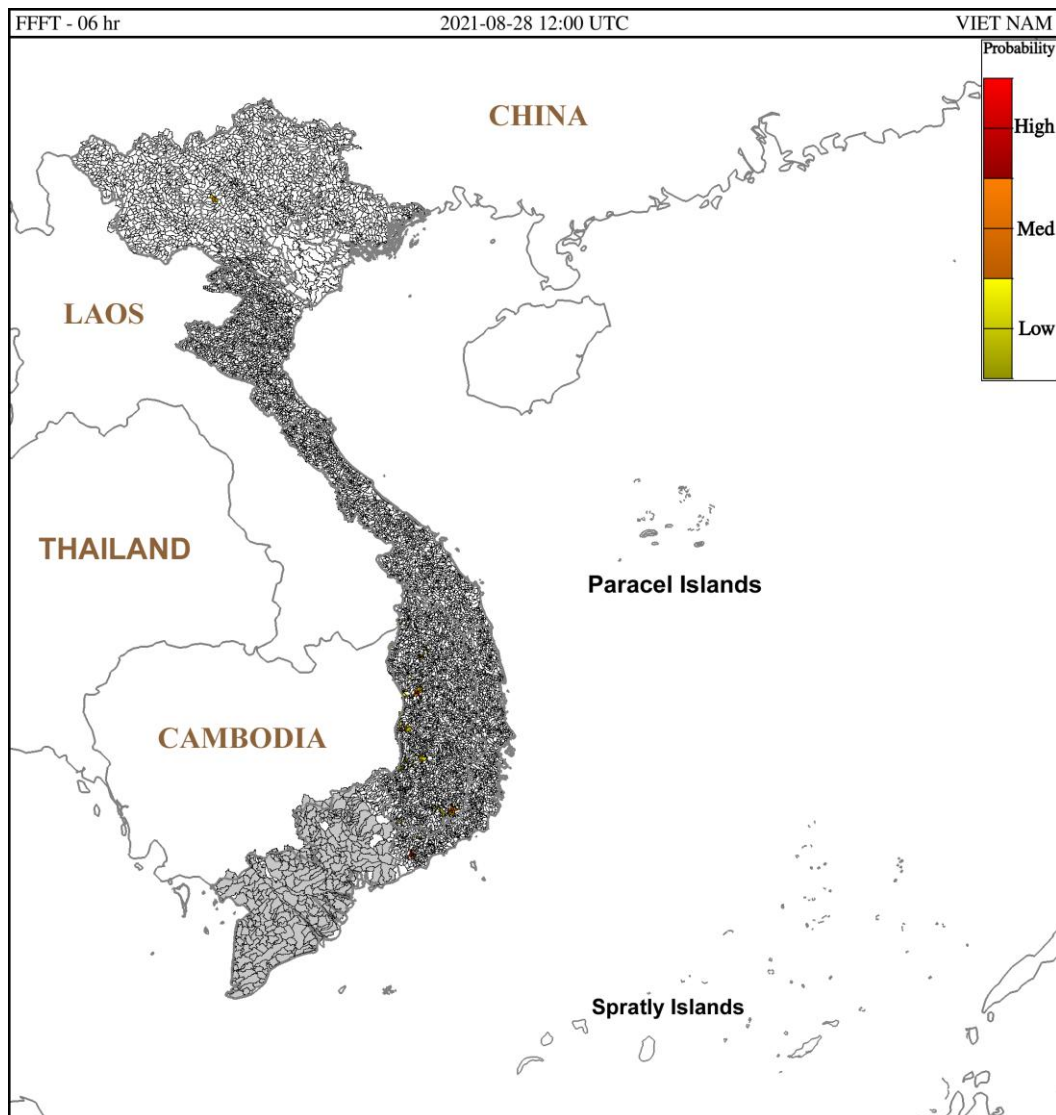 FFFT - 06 hr 2021-08-28 12:00 UTC VIET NAM
Probability
CHINA
High
Med
LAOS
Low
THAILAND
Paracel Islands
CAMBODIA
Spratly Islands